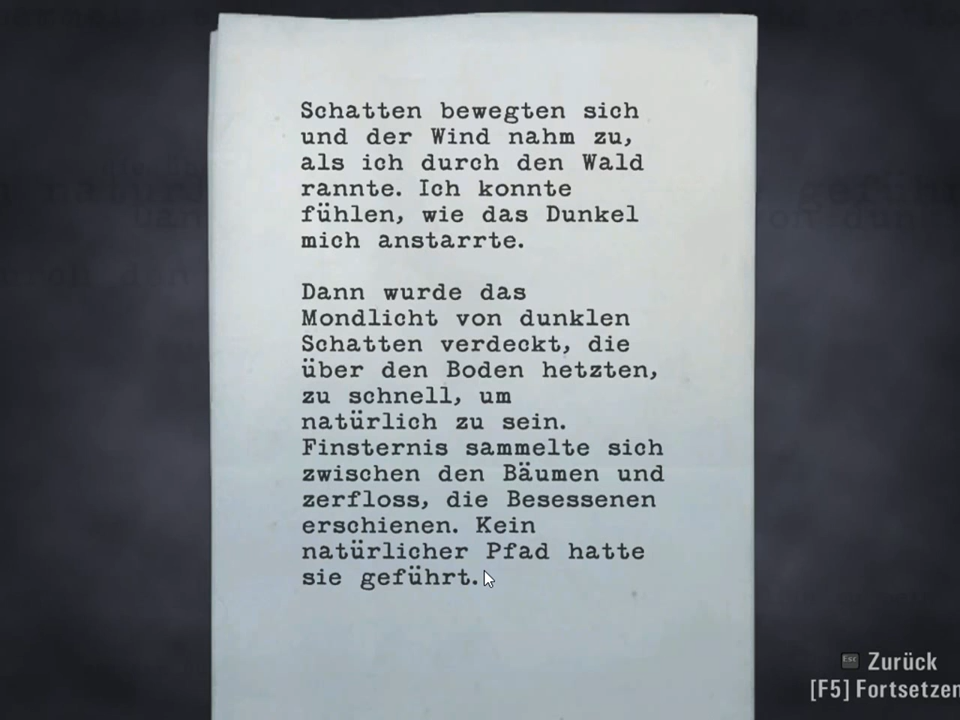 Schatten bewegten sich
und der Wind nahm zu,
als ich durch den Wald
rannte. Ich konnte
fühlen, wie das Dunkel
mich anstarrte.
Dann wurde das
Mondlicht von dunklen
Schatten verdeckt, die
über den Boden hetzten,
zu schnell, um
natürlich zu sein.
Finsternis sammelte sich
zwischen den Bäumen und
zerfloss, die Besessenen
erschienen. Kein
natürlicher Pfad hatte
sie geführt.
Esc Zurück
[F5] Fortsetzen